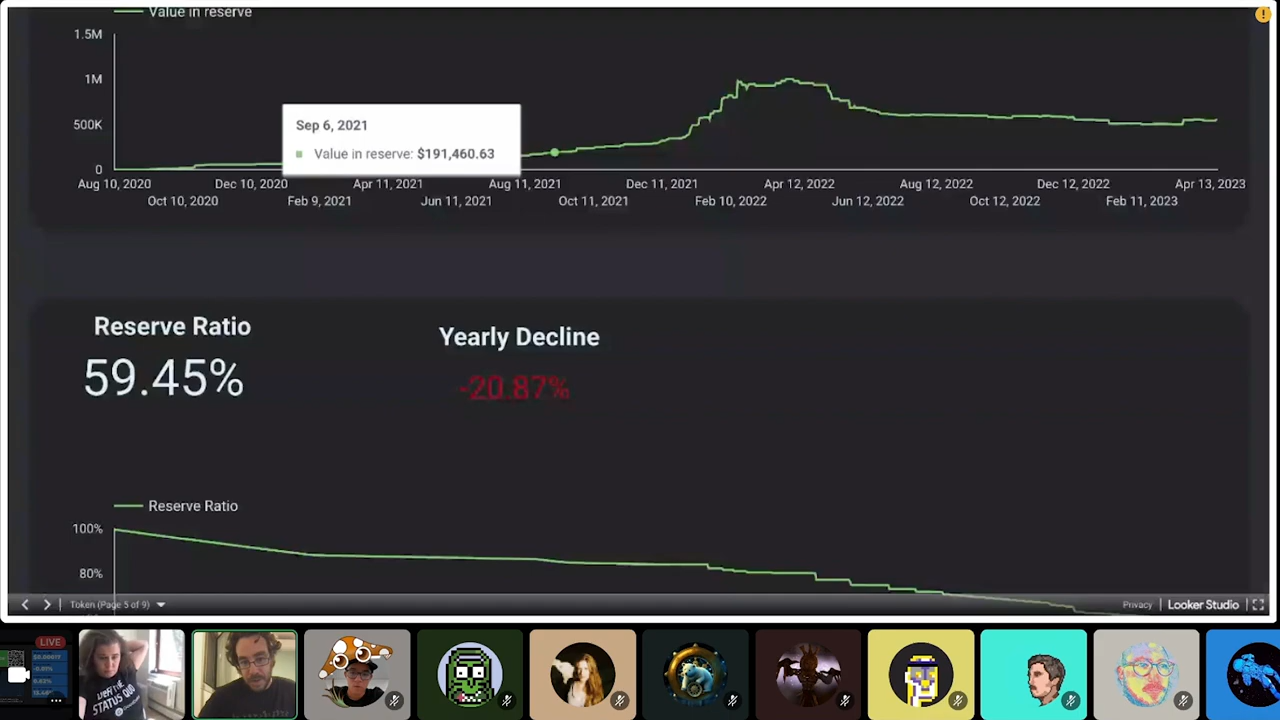 Value in reserve
1.5M
1M
500K
0
Sep 6, 2021
Value in reserve: $191,460.63
Aug 10, 2020 Dec 10, 2020 Apr 11, 2021 Aug 11, 2021 Dec 11, 2021 Apr 12, 2022 Aug 12, 2022 Dec 12, 2022 Apr 13, 2023
Oct 10, 2020 Feb 9, 2021 Jun 11, 2021 Oct 11, 2021 Feb 10, 2022 Jun 12, 2022 Oct 12, 2022 Feb 11, 2023
Reserve Ratio
59.45%
Yearly Decline
-20.87%
Reserve Ratio
100%
80%
Token (Page 5 of 9)
Privacy
Looker Studio
LIVE
DEFI THE
STATUS QUO